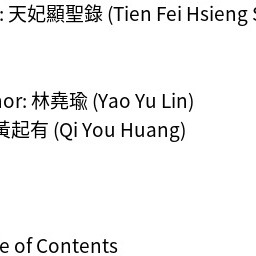 : 天妃顯聖錄 (Tien Fei Hsieng S
or: 林堯瑜 (Yao Yu Lin)
黃起有 (Qi You Huang)
e of Contents